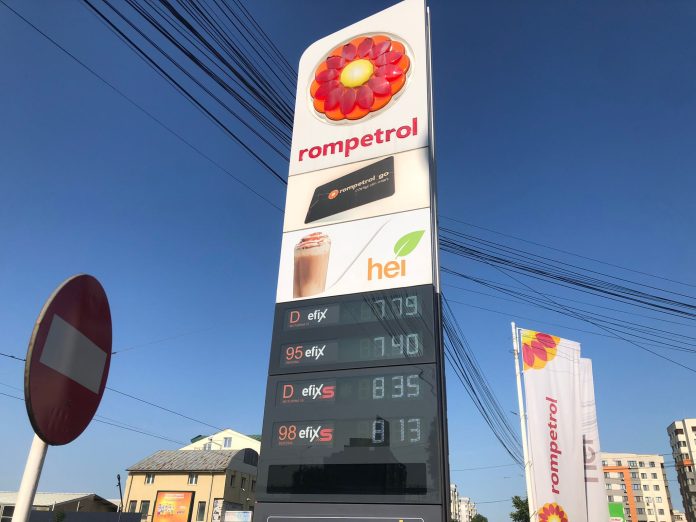 rompetrol
rompetrol go
hei
D efix 7.79
95 efix 7.40
D efix S 8.35
98 efix S 8.13
rompetrol
hei